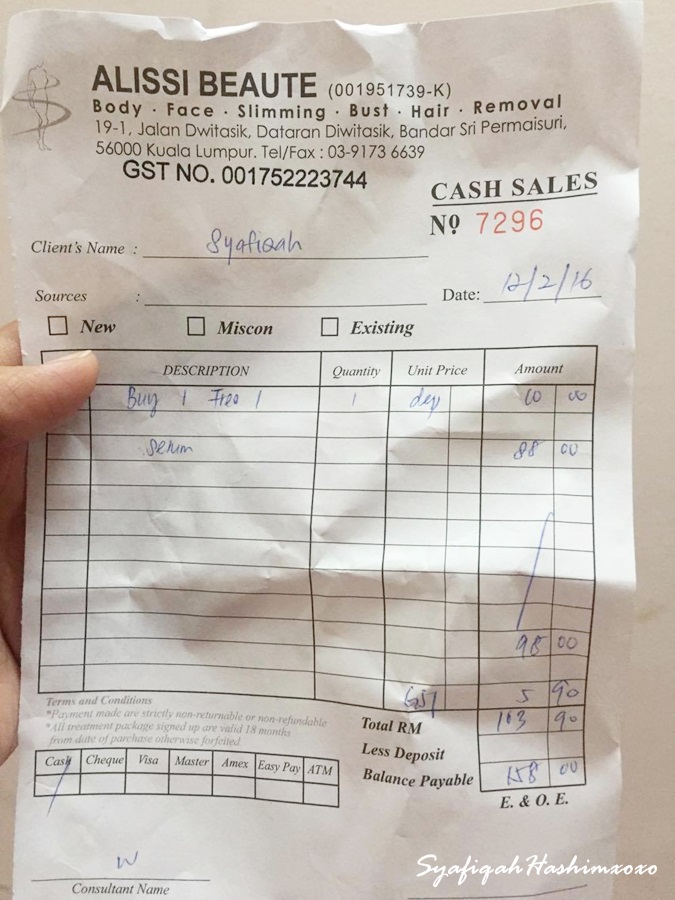 ALISSI BEAUTE (001951739-K)
Body · Face · Slimming · Bust · Hair · Removal
19-1, Jalan Dwitasik, Dataran Diwitasik, Bandar Sri Permaisuri,
56000 Kuala Lumpur. Tel/Fax : 03-9173 6639
GST NO. 001752223744
CASH SALES
Nº 7296
Client's Name : Syafiqah
Sources :
Date: 12/2/16
New Miscon Existing
DESCRIPTION Quantity Unit Price Amount
Buy 1 Free 1 1 dep 10 00
Serum 88 00
98 00
GST 5 90
Terms and Conditions
*Payment made are strictly non-returnable or non-refundable
*All treatment package signed up are valid 18 months
from date of purchase otherwise forfeited.
Total RM 103 90
Less Deposit
Balance Payable 158 00
Cash Cheque Visa Master Amex Easy Pay ATM
E. & O. E.
Consultant Name
SyafiqahHashimxoxo